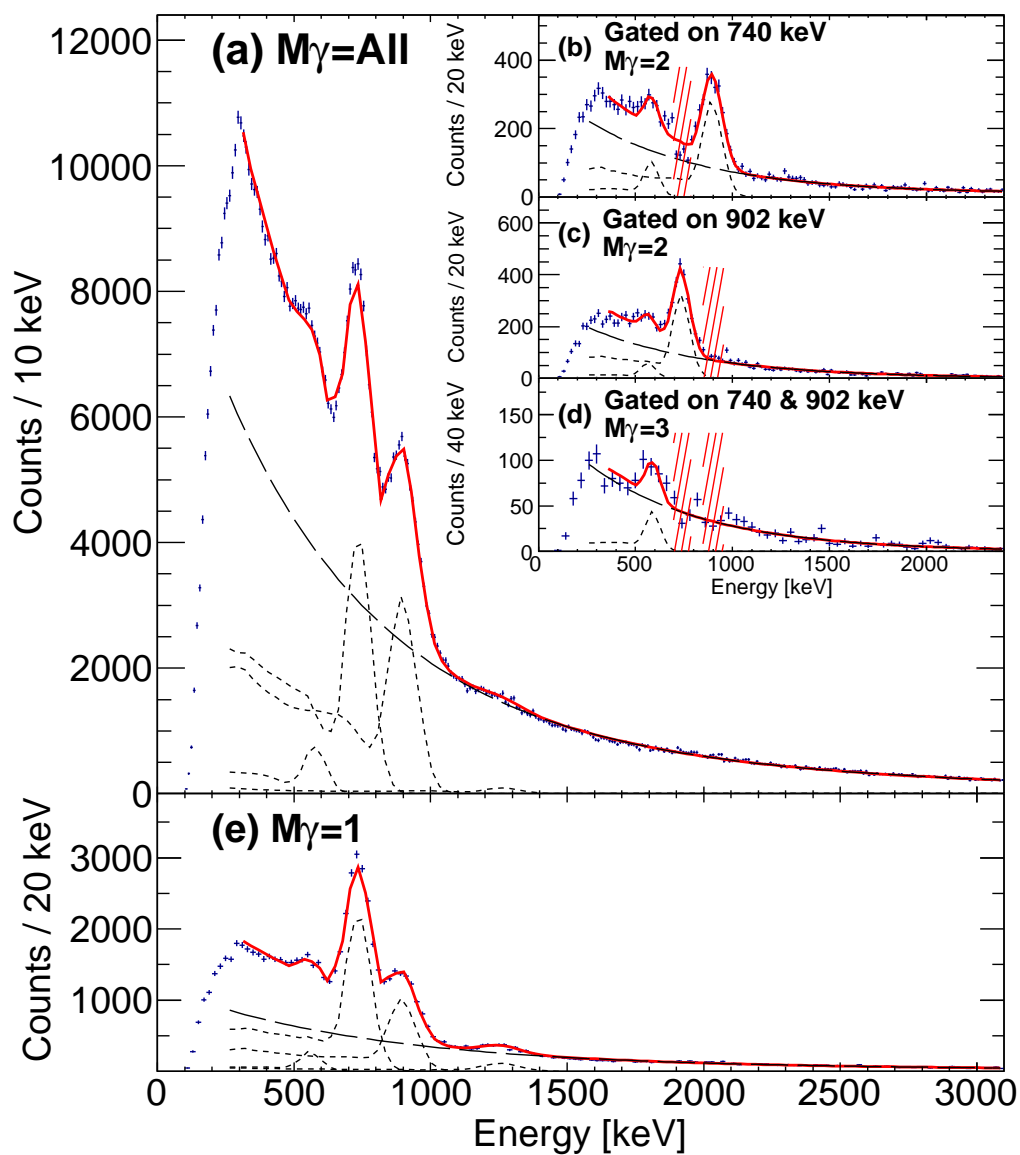 (a) Mγ=All
Counts / 10 keV
12000
10000
8000
6000
4000
2000
0
(b) Gated on 740 keV
Mγ=2
Counts / 20 keV
400
200
0
(c) Gated on 902 keV
Mγ=2
Counts / 20 keV
600
400
200
0
(d) Gated on 740 & 902 keV
Mγ=3
Counts / 40 keV
150
100
50
0
0 500 1000 1500 2000
Energy [keV]
(e) Mγ=1
Counts / 20 keV
3000
2000
1000
0 500 1000 1500 2000 2500 3000
Energy [keV]